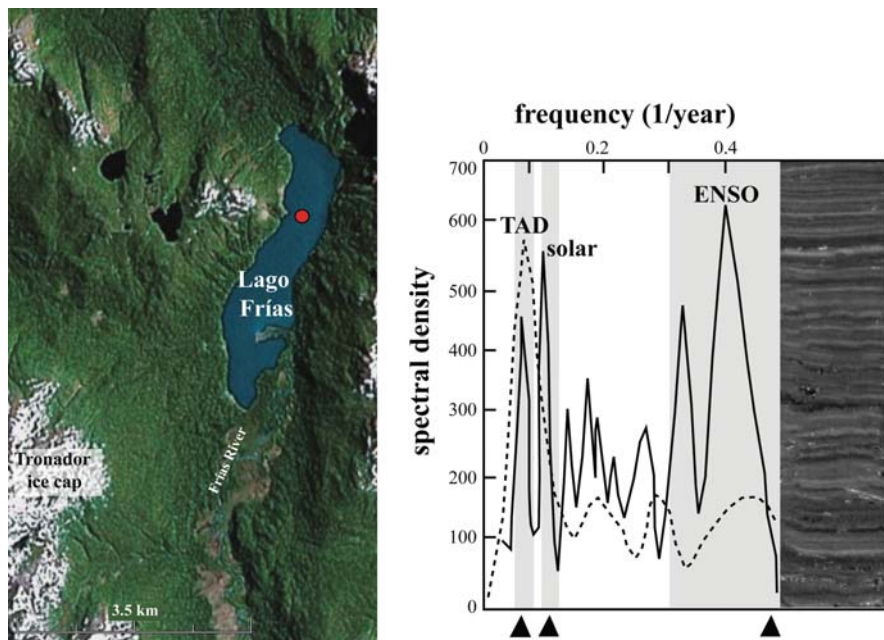 Lago
Frías
Frías River
Tronador
ice cap
3.5 km
frequency (1/year)
0 0.2 0.4
700
600
500
400
300
200
100
0
spectral density
TAD
solar
ENSO